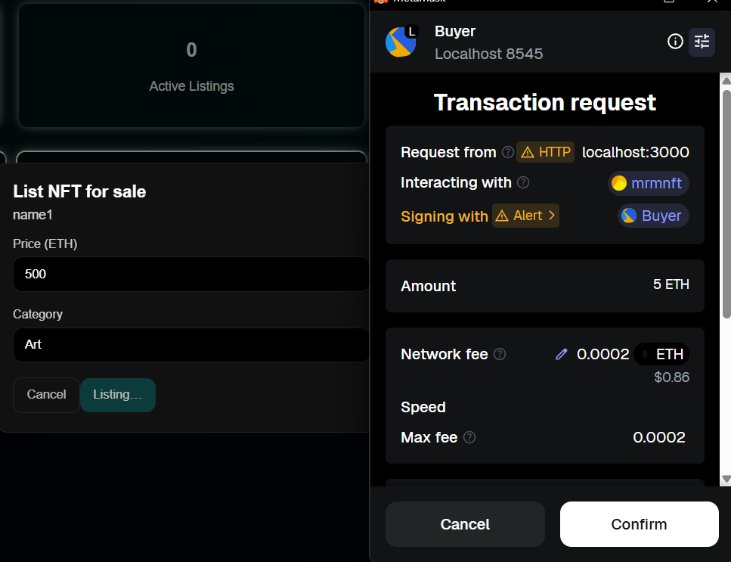 0
Active Listings
List NFT for sale
name1
Price (ETH)
500
Category
Art
Cancel
Listing...
L
Buyer
Localhost 8545
Transaction request
Request from HTTP localhost:3000
Interacting with mrmnft
Signing with Alert > Buyer
Amount 5 ETH
Network fee 0.0002 ETH
$0.86
Speed
Max fee 0.0002
Cancel Confirm